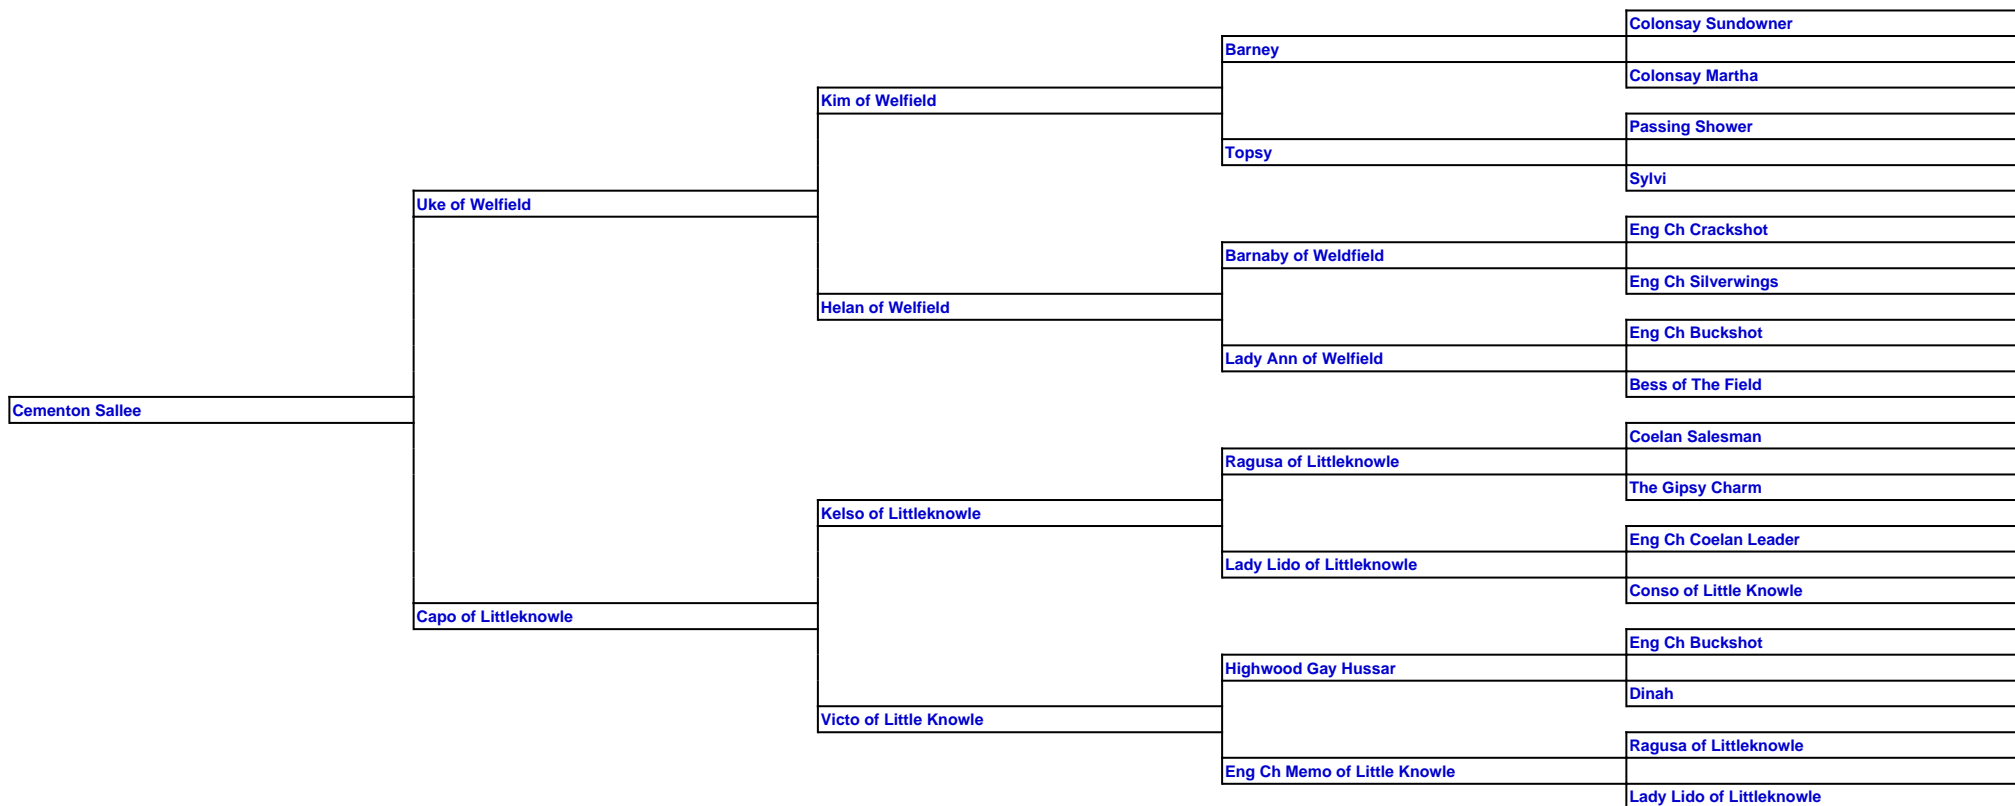 Colonsay Sundowner
Barney
Colonsay Martha
Kim of Welfield
Passing Shower
Topsy
Sylvi
Uke of Welfield
Eng Ch Crackshot
Barnaby of Weldfield
Eng Ch Silverwings
Helan of Welfield
Eng Ch Buckshot
Lady Ann of Welfield
Bess of The Field
Cementon Sallee
Coelan Salesman
Ragusa of Littleknowle
The Gipsy Charm
Kelso of Littleknowle
Eng Ch Coelan Leader
Lady Lido of Littleknowle
Conso of Little Knowle
Capo of Littleknowle
Eng Ch Buckshot
Highwood Gay Hussar
Dinah
Victo of Little Knowle
Ragusa of Littleknowle
Eng Ch Memo of Little Knowle
Lady Lido of Littleknowle